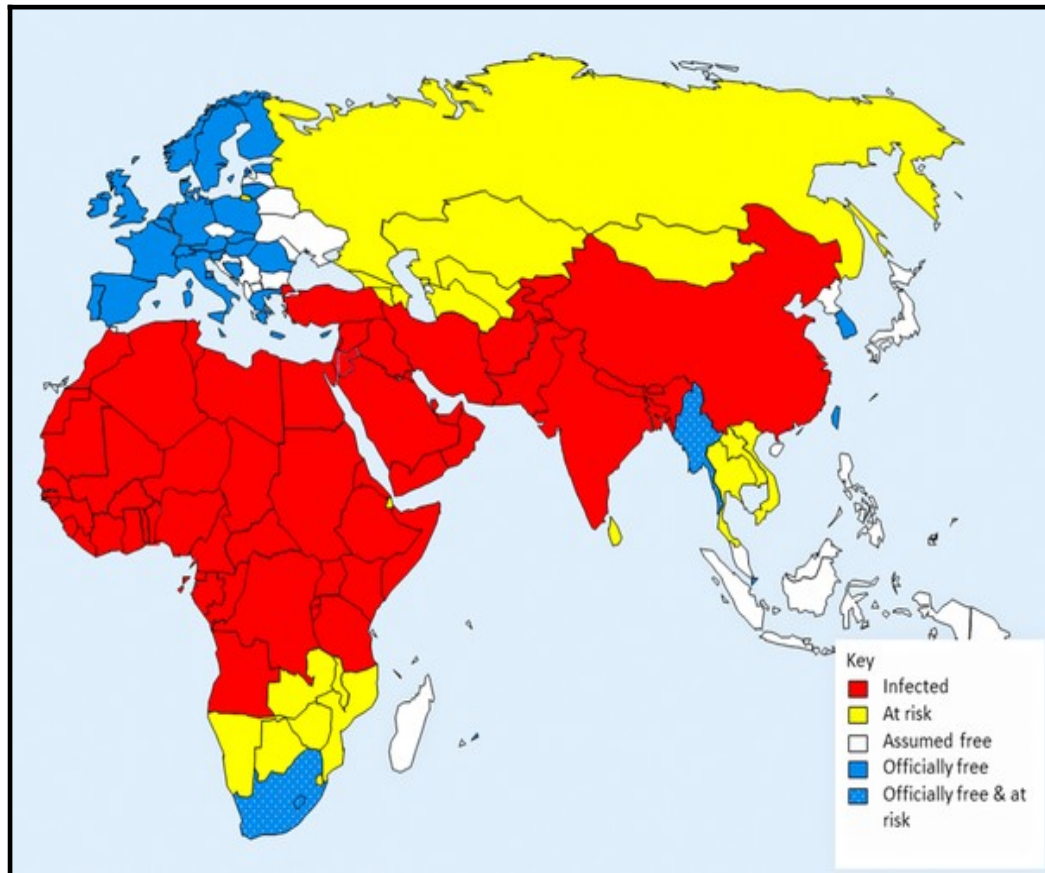 Key
Infected
At risk
Assumed free
Officially free
Officially free & at
risk